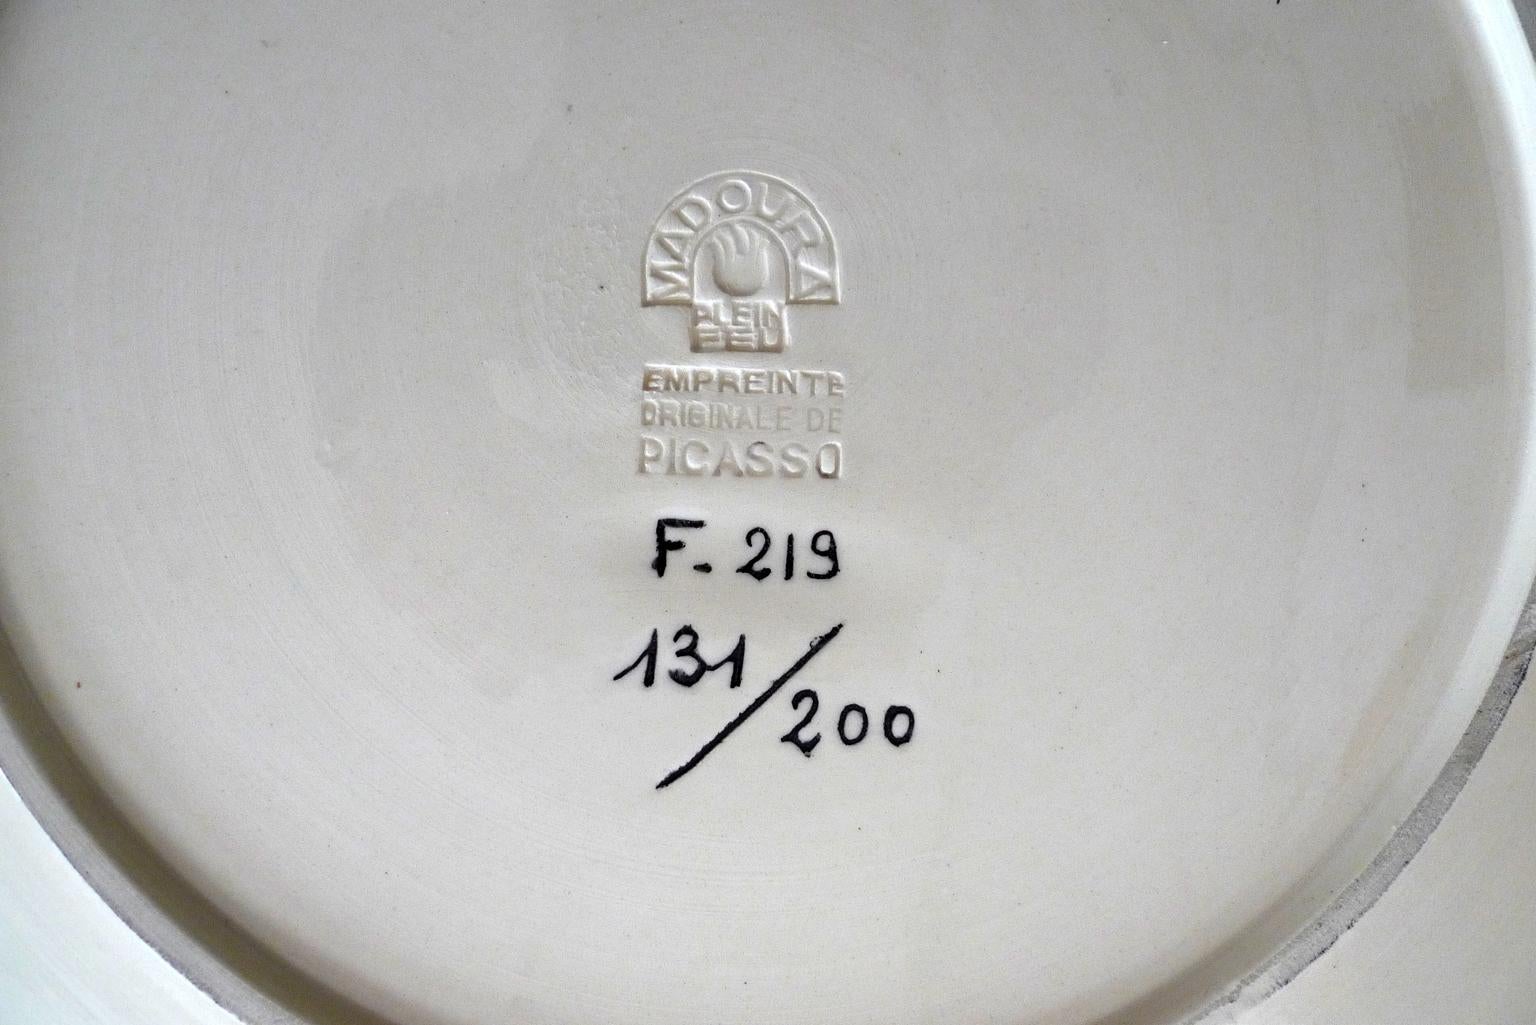 MADOURA
PLEIN
FEU
EMPREINTE
ORIGINALE DE
PICASSO
F. 219
131/200